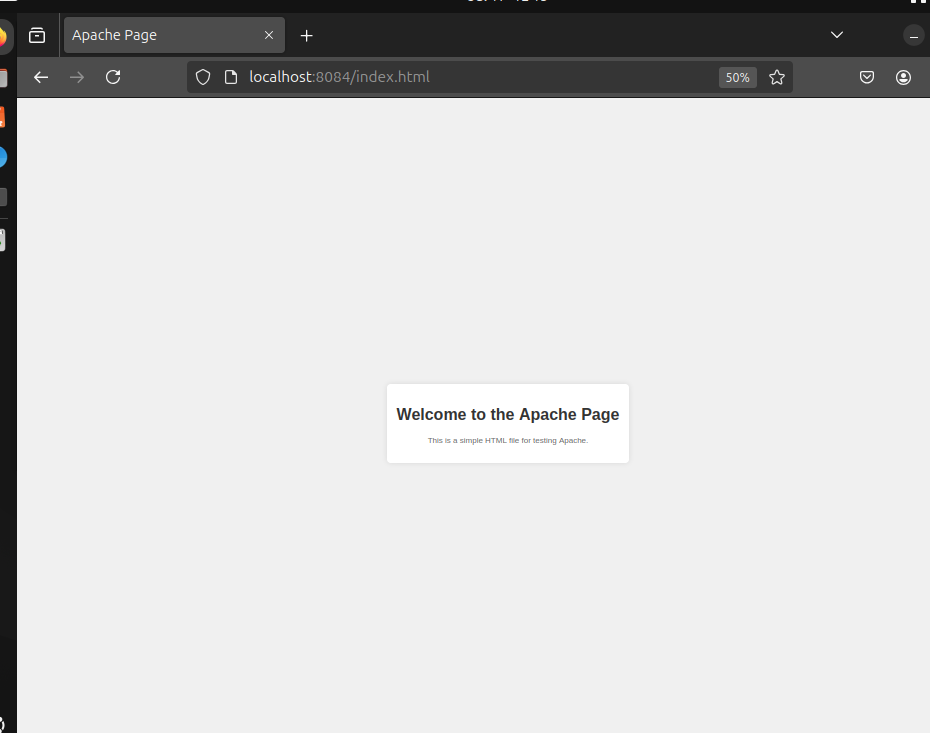 Apache Page
localhost:8084/index.html
50%
Welcome to the Apache Page
This is a simple HTML file for testing Apache.